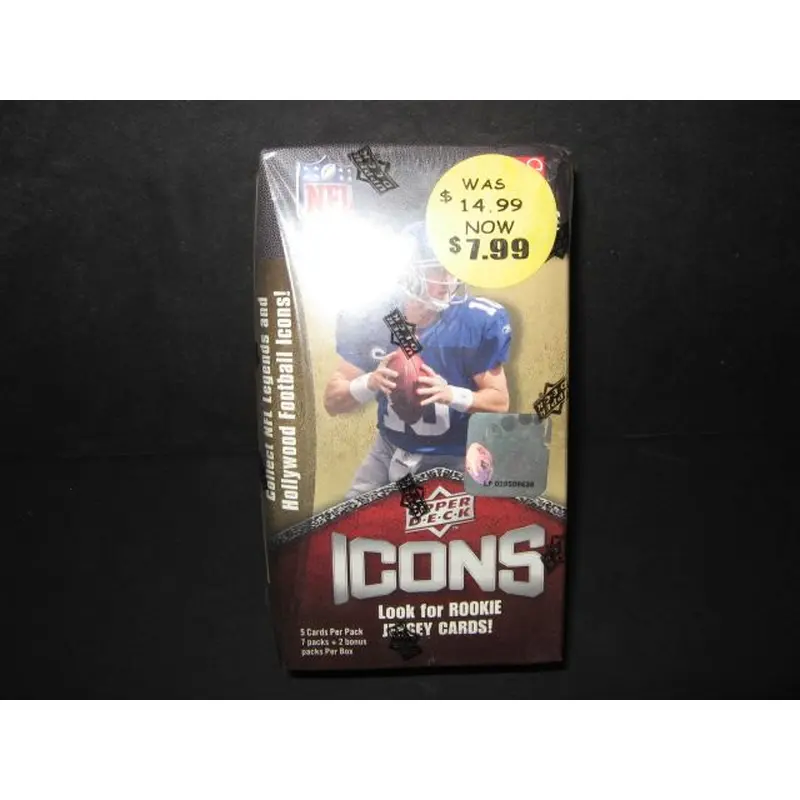 NFL
WAS
$ 14.99
NOW
$7.99
Collect NFL Legends and
Hollywood Football Icons!
10
UPPER
D·E·C·K
ICONS
Look for ROOKIE
JERSEY CARDS!
5 Cards Per Pack
7 packs + 2 bonus
packs Per Box